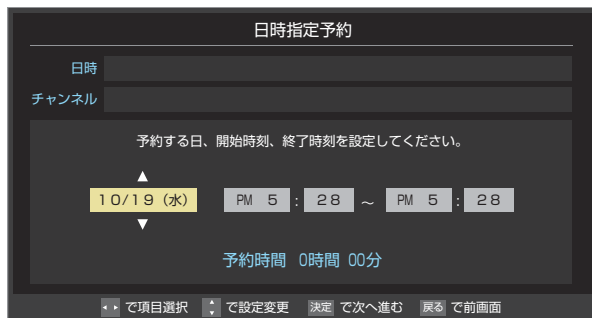 日時指定予約
日時
チャンネル
予約する日、開始時刻、終了時刻を設定してください。
10/19（水） PM 5 : 28 ～ PM 5 : 28
予約時間 0時間 00分
で項目選択 で設定変更 決定 で次へ進む 戻る で前画面